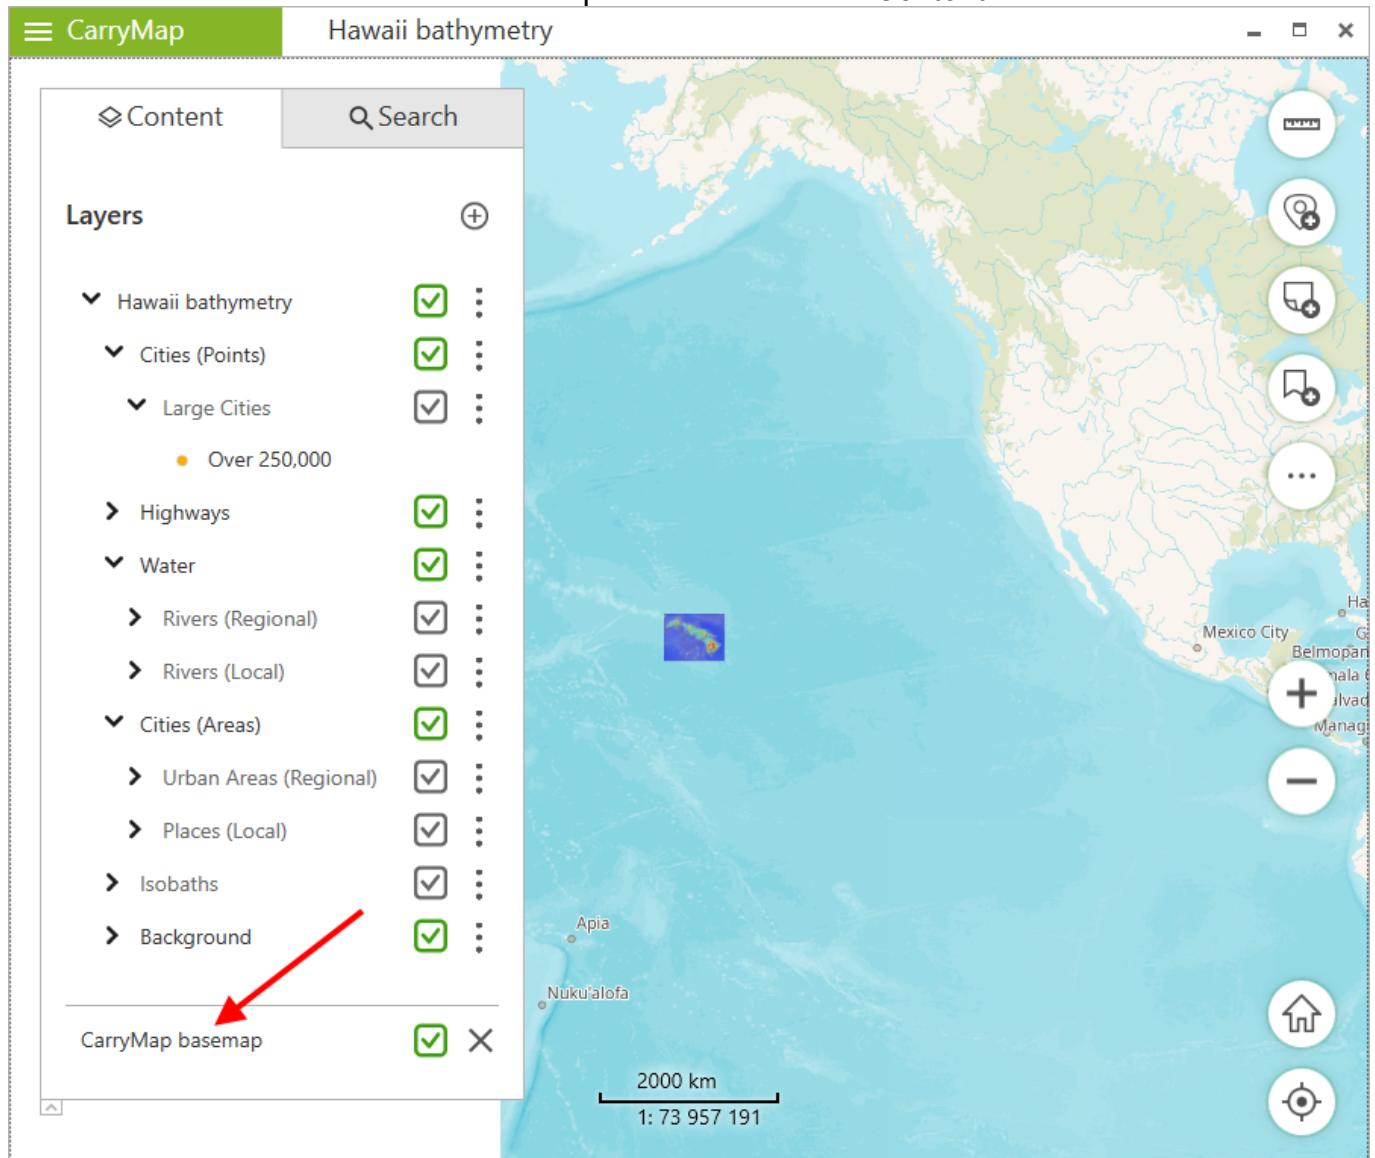 CarryMap
Hawaii bathymetry
Content
Search
Layers
Hawaii bathymetry
Cities (Points)
Large Cities
Over 250,000
Highways
Water
Rivers (Regional)
Rivers (Local)
Cities (Areas)
Urban Areas (Regional)
Places (Local)
Isobaths
Background
CarryMap basemap
Mexico City
Belmopan
Apia
Nuku'alofa
2000 km
1: 73 957 191